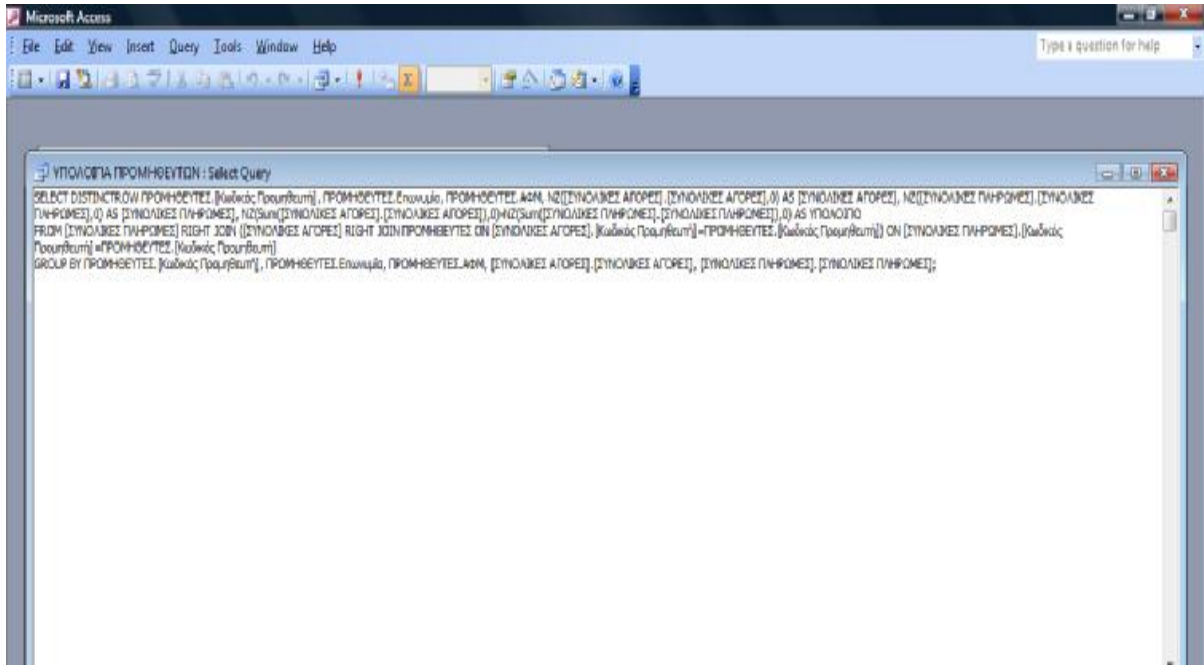 Microsoft Access
File Edit View Insert Query Tools Window Help
Type a question for help
ΥΠΟΛΟΙΠΑ ΠΡΟΜΗΘΕΥΤΩΝ : Select Query
SELECT DISTINCTROW ΠΡΟΜΗΘΕΥΤΕΣ.[Κωδικός Προμηθευτή], ΠΡΟΜΗΘΕΥΤΕΣ.Επωνυμία, ΠΡΟΜΗΘΕΥΤΕΣ.ΑΦΜ, NZ([ΣΥΝΟΛΙΚΕΣ ΑΓΟΡΕΣ].[ΣΥΝΟΛΙΚΕΣ ΑΓΟΡΕΣ],0) AS [ΣΥΝΟΛΙΚΕΣ ΑΓΟΡΕΣ], NZ([ΣΥΝΟΛΙΚΕΣ ΠΛΗΡΩΜΕΣ].[ΣΥΝΟΛΙΚΕΣ
ΠΛΗΡΩΜΕΣ],0) AS [ΣΥΝΟΛΙΚΕΣ ΠΛΗΡΩΜΕΣ], NZ(Sum([ΣΥΝΟΛΙΚΕΣ ΑΓΟΡΕΣ].[ΣΥΝΟΛΙΚΕΣ ΑΓΟΡΕΣ]),0)-NZ(Sum([ΣΥΝΟΛΙΚΕΣ ΠΛΗΡΩΜΕΣ].[ΣΥΝΟΛΙΚΕΣ ΠΛΗΡΩΜΕΣ]),0) AS ΥΠΟΛΟΙΠΟ
FROM [ΣΥΝΟΛΙΚΕΣ ΠΛΗΡΩΜΕΣ] RIGHT JOIN ([ΣΥΝΟΛΙΚΕΣ ΑΓΟΡΕΣ] RIGHT JOIN ΠΡΟΜΗΘΕΥΤΕΣ ON [ΣΥΝΟΛΙΚΕΣ ΑΓΟΡΕΣ].[Κωδικός Προμηθευτή]=ΠΡΟΜΗΘΕΥΤΕΣ.[Κωδικός Προμηθευτή]) ON [ΣΥΝΟΛΙΚΕΣ ΠΛΗΡΩΜΕΣ].[Κωδικός
Προμηθευτή]=ΠΡΟΜΗΘΕΥΤΕΣ.[Κωδικός Προμηθευτή]
GROUP BY ΠΡΟΜΗΘΕΥΤΕΣ.[Κωδικός Προμηθευτή], ΠΡΟΜΗΘΕΥΤΕΣ.Επωνυμία, ΠΡΟΜΗΘΕΥΤΕΣ.ΑΦΜ, [ΣΥΝΟΛΙΚΕΣ ΑΓΟΡΕΣ].[ΣΥΝΟΛΙΚΕΣ ΑΓΟΡΕΣ], [ΣΥΝΟΛΙΚΕΣ ΠΛΗΡΩΜΕΣ].[ΣΥΝΟΛΙΚΕΣ ΠΛΗΡΩΜΕΣ];